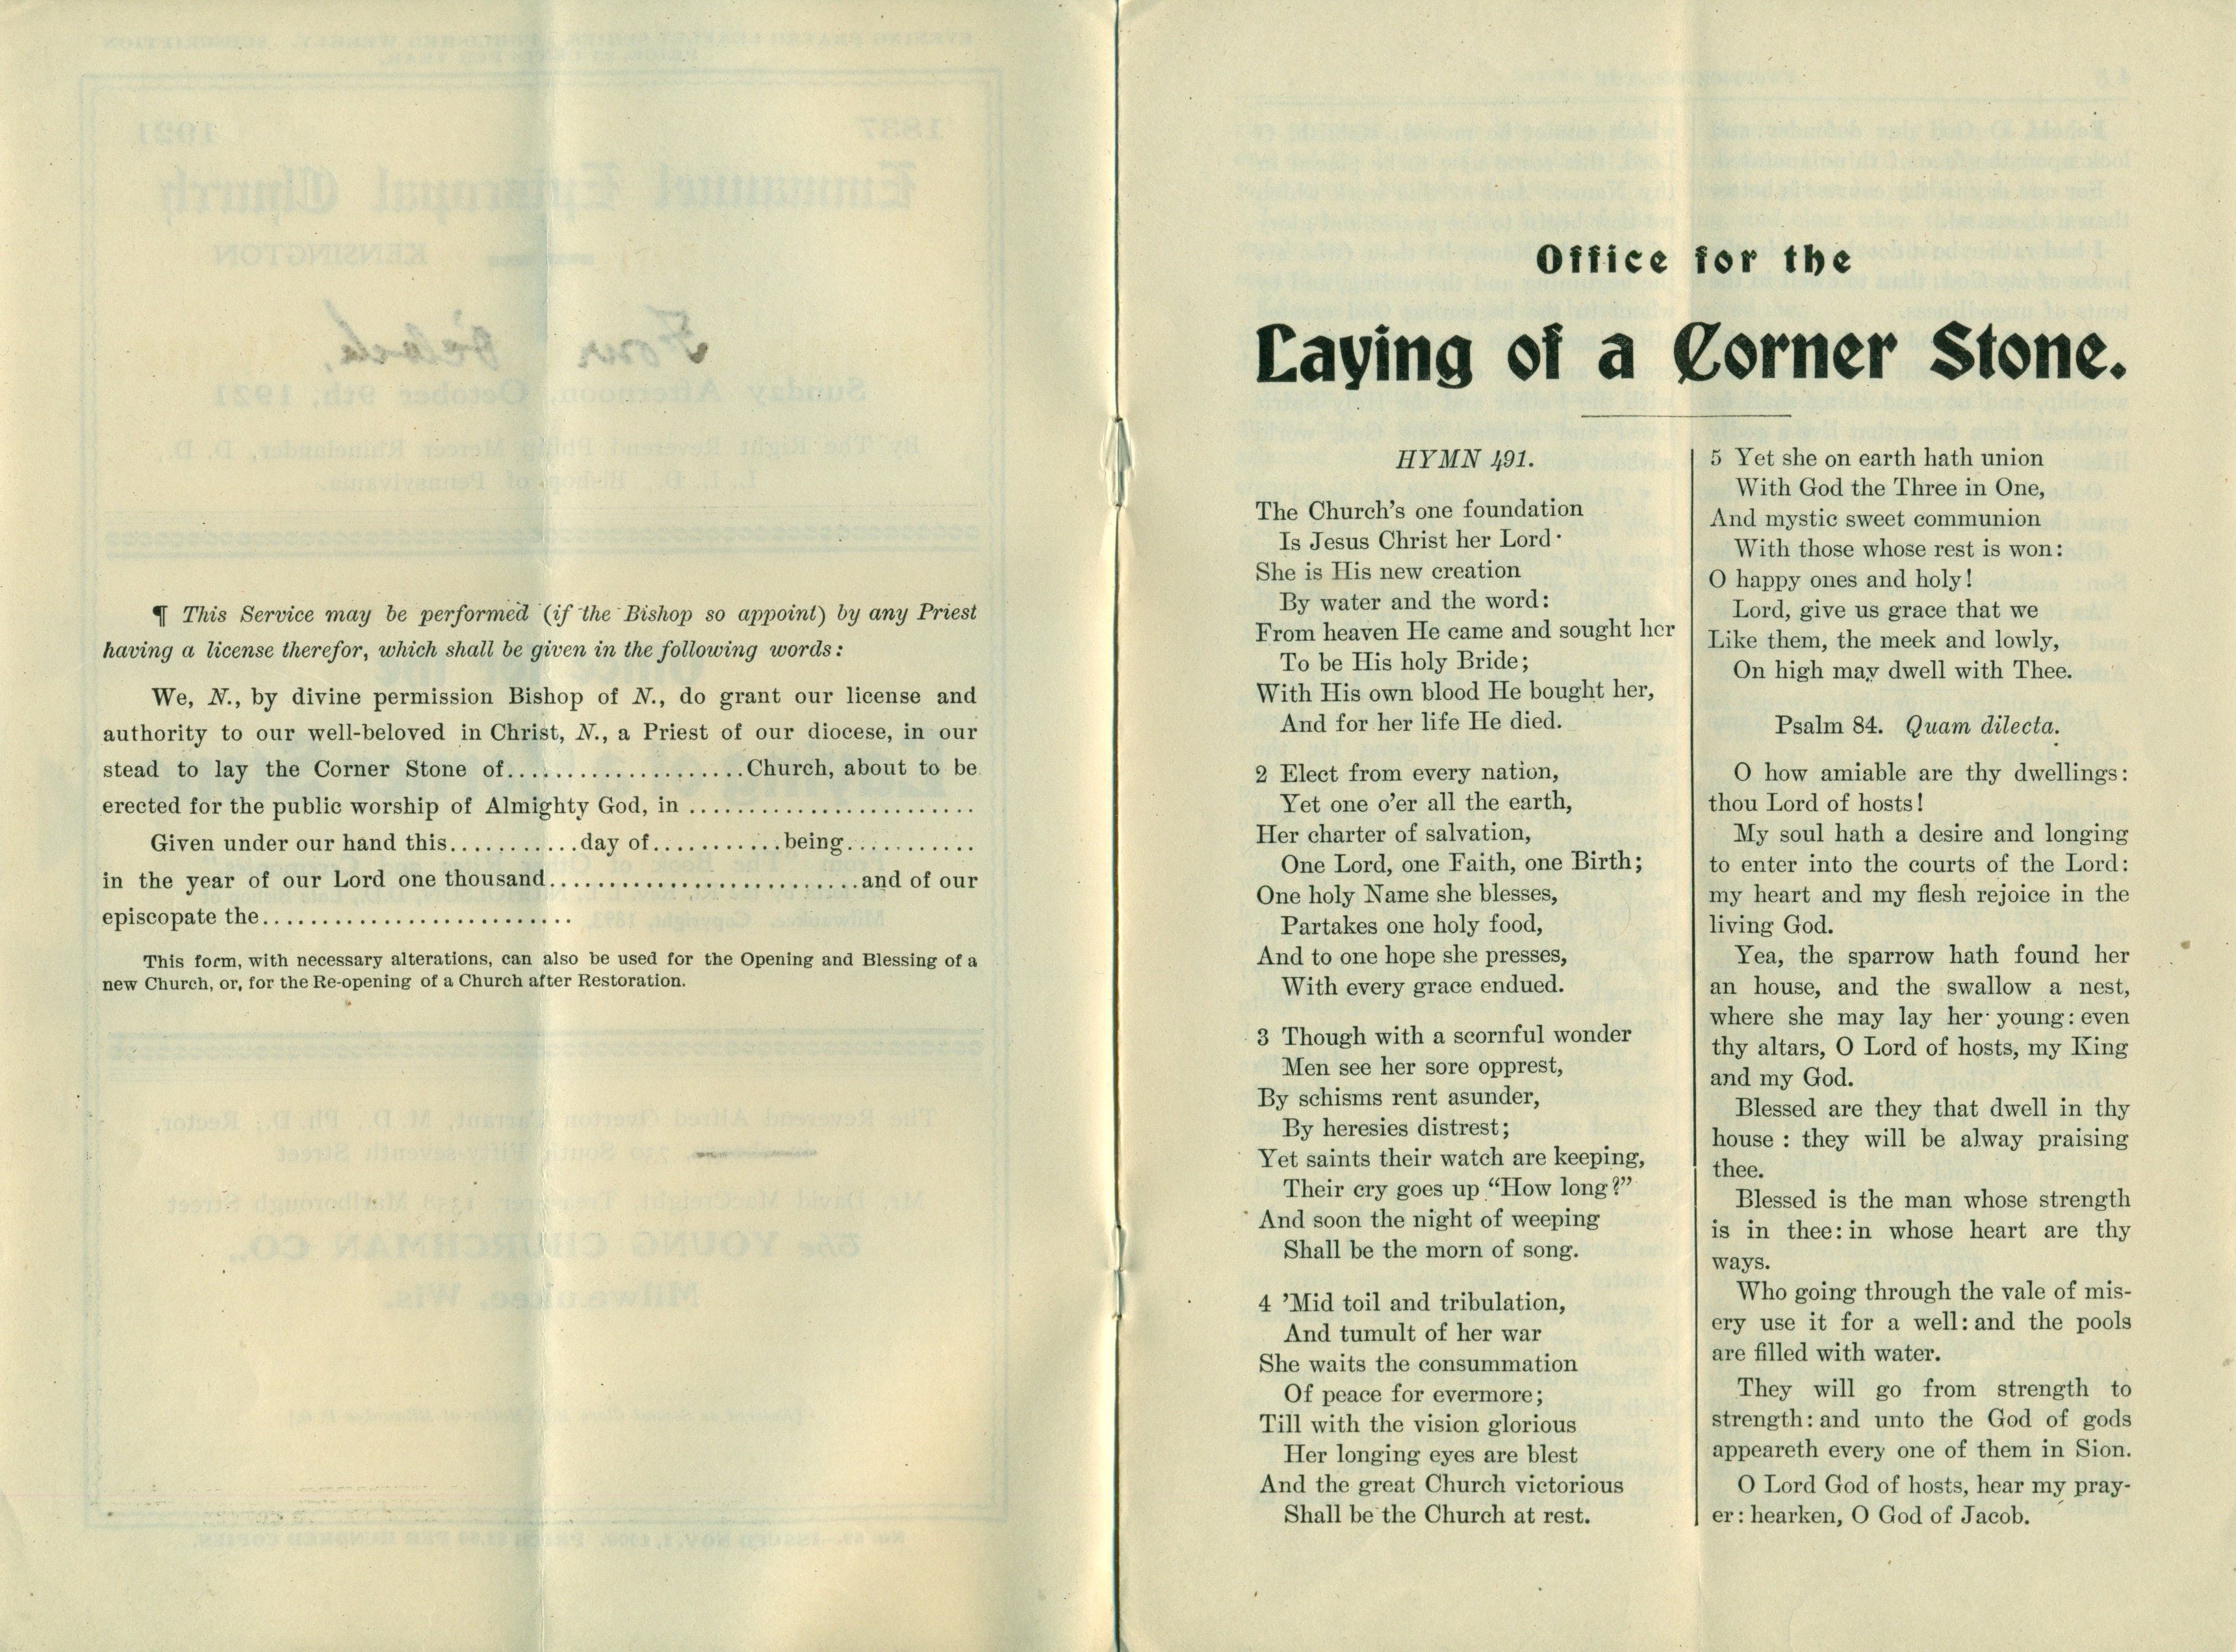 ¶ This Service may be performed (if the Bishop so appoint) by any Priest
having a license therefor, which shall be given in the following words:
We, N., by divine permission Bishop of N., do grant our license and
authority to our well-beloved in Christ, N., a Priest of our diocese, in our
stead to lay the Corner Stone of....................Church, about to be
erected for the public worship of Almighty God, in ........................
Given under our hand this...........day of...........being...........
in the year of our Lord one thousand..........................and of our
episcopate the..........................
This form, with necessary alterations, can also be used for the Opening and Blessing of a
new Church, or, for the Re-opening of a Church after Restoration.
Office for the
Laying of a Corner Stone.
HYMN 491.
The Church's one foundation
Is Jesus Christ her Lord·
She is His new creation
By water and the word:
From heaven He came and sought her
To be His holy Bride;
With His own blood He bought her,
And for her life He died.
2 Elect from every nation,
Yet one o'er all the earth,
Her charter of salvation,
One Lord, one Faith, one Birth;
One holy Name she blesses,
Partakes one holy food,
And to one hope she presses,
With every grace endued.
3 Though with a scornful wonder
Men see her sore opprest,
By schisms rent asunder,
By heresies distrest;
Yet saints their watch are keeping,
Their cry goes up "How long?"
And soon the night of weeping
Shall be the morn of song.
4 'Mid toil and tribulation,
And tumult of her war
She waits the consummation
Of peace for evermore;
Till with the vision glorious
Her longing eyes are blest
And the great Church victorious
Shall be the Church at rest.
5 Yet she on earth hath union
With God the Three in One,
And mystic sweet communion
With those whose rest is won:
O happy ones and holy!
Lord, give us grace that we
Like them, the meek and lowly,
On high may dwell with Thee.
Psalm 84. Quam dilecta.
O how amiable are thy dwellings:
thou Lord of hosts!
My soul hath a desire and longing
to enter into the courts of the Lord:
my heart and my flesh rejoice in the
living God.
Yea, the sparrow hath found her
an house, and the swallow a nest,
where she may lay her young: even
thy altars, O Lord of hosts, my King
and my God.
Blessed are they that dwell in thy
house : they will be alway praising
thee.
Blessed is the man whose strength
is in thee: in whose heart are thy
ways.
Who going through the vale of mis-
ery use it for a well: and the pools
are filled with water.
They will go from strength to
strength: and unto the God of gods
appeareth every one of them in Sion.
O Lord God of hosts, hear my pray-
er: hearken, O God of Jacob.